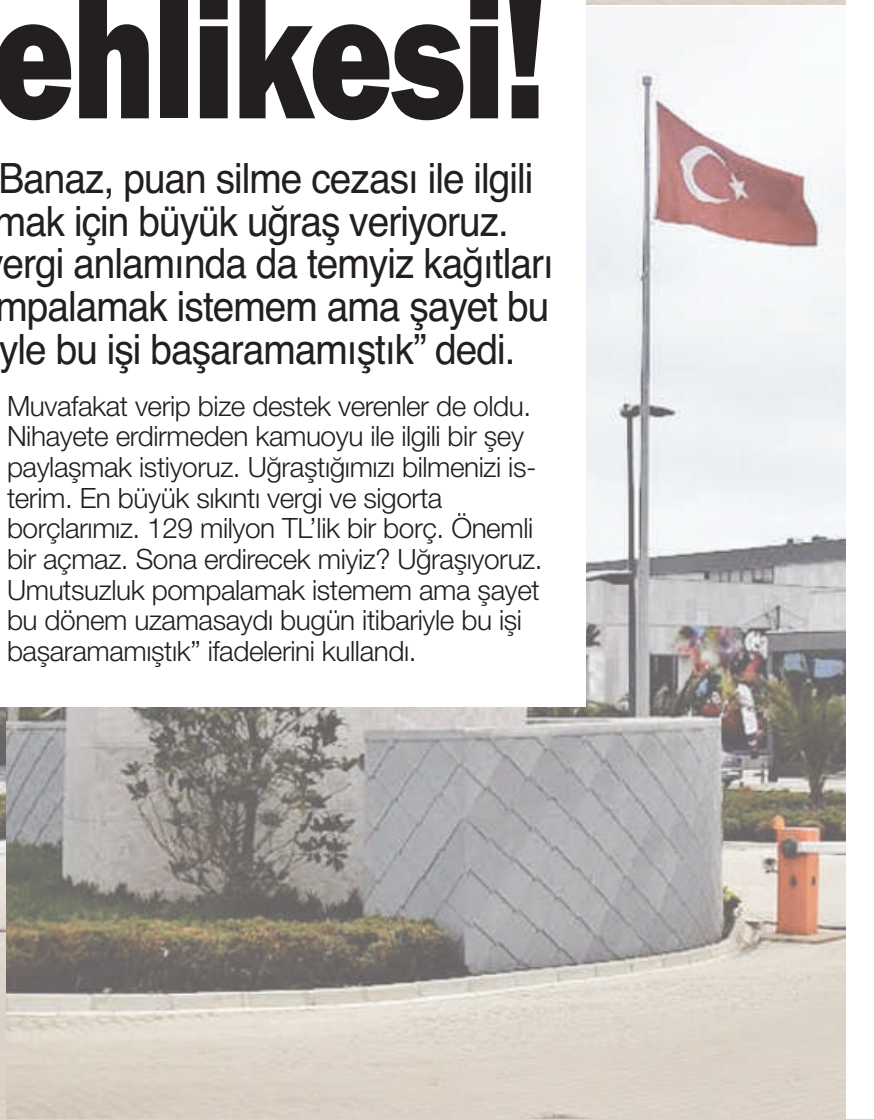 ehlikesi!
Banaz, puan silme cezası ile ilgili
mak için büyük uğraş veriyoruz.
vergi anlamında da temyiz kağıtları
mpalamak istemem ama şayet bu
yle bu işi başaramamıştık” dedi.
Muvafakat verip bize destek verenler de oldu.
Nihayete erdirmeden kamuoyu ile ilgili bir şey
paylaşmak istiyoruz. Uğraştığımızı bilmenizi is-
terim. En büyük sıkıntı vergi ve sigorta
borçlarımız. 129 milyon TL’lik bir borç. Önemli
bir açmaz. Sona erdirecek miyiz? Uğraşıyoruz.
Umutsuzluk pompalamak istemem ama şayet
bu dönem uzamasaydı bugün itibariyle bu işi
başaramamıştık” ifadelerini kullandı.